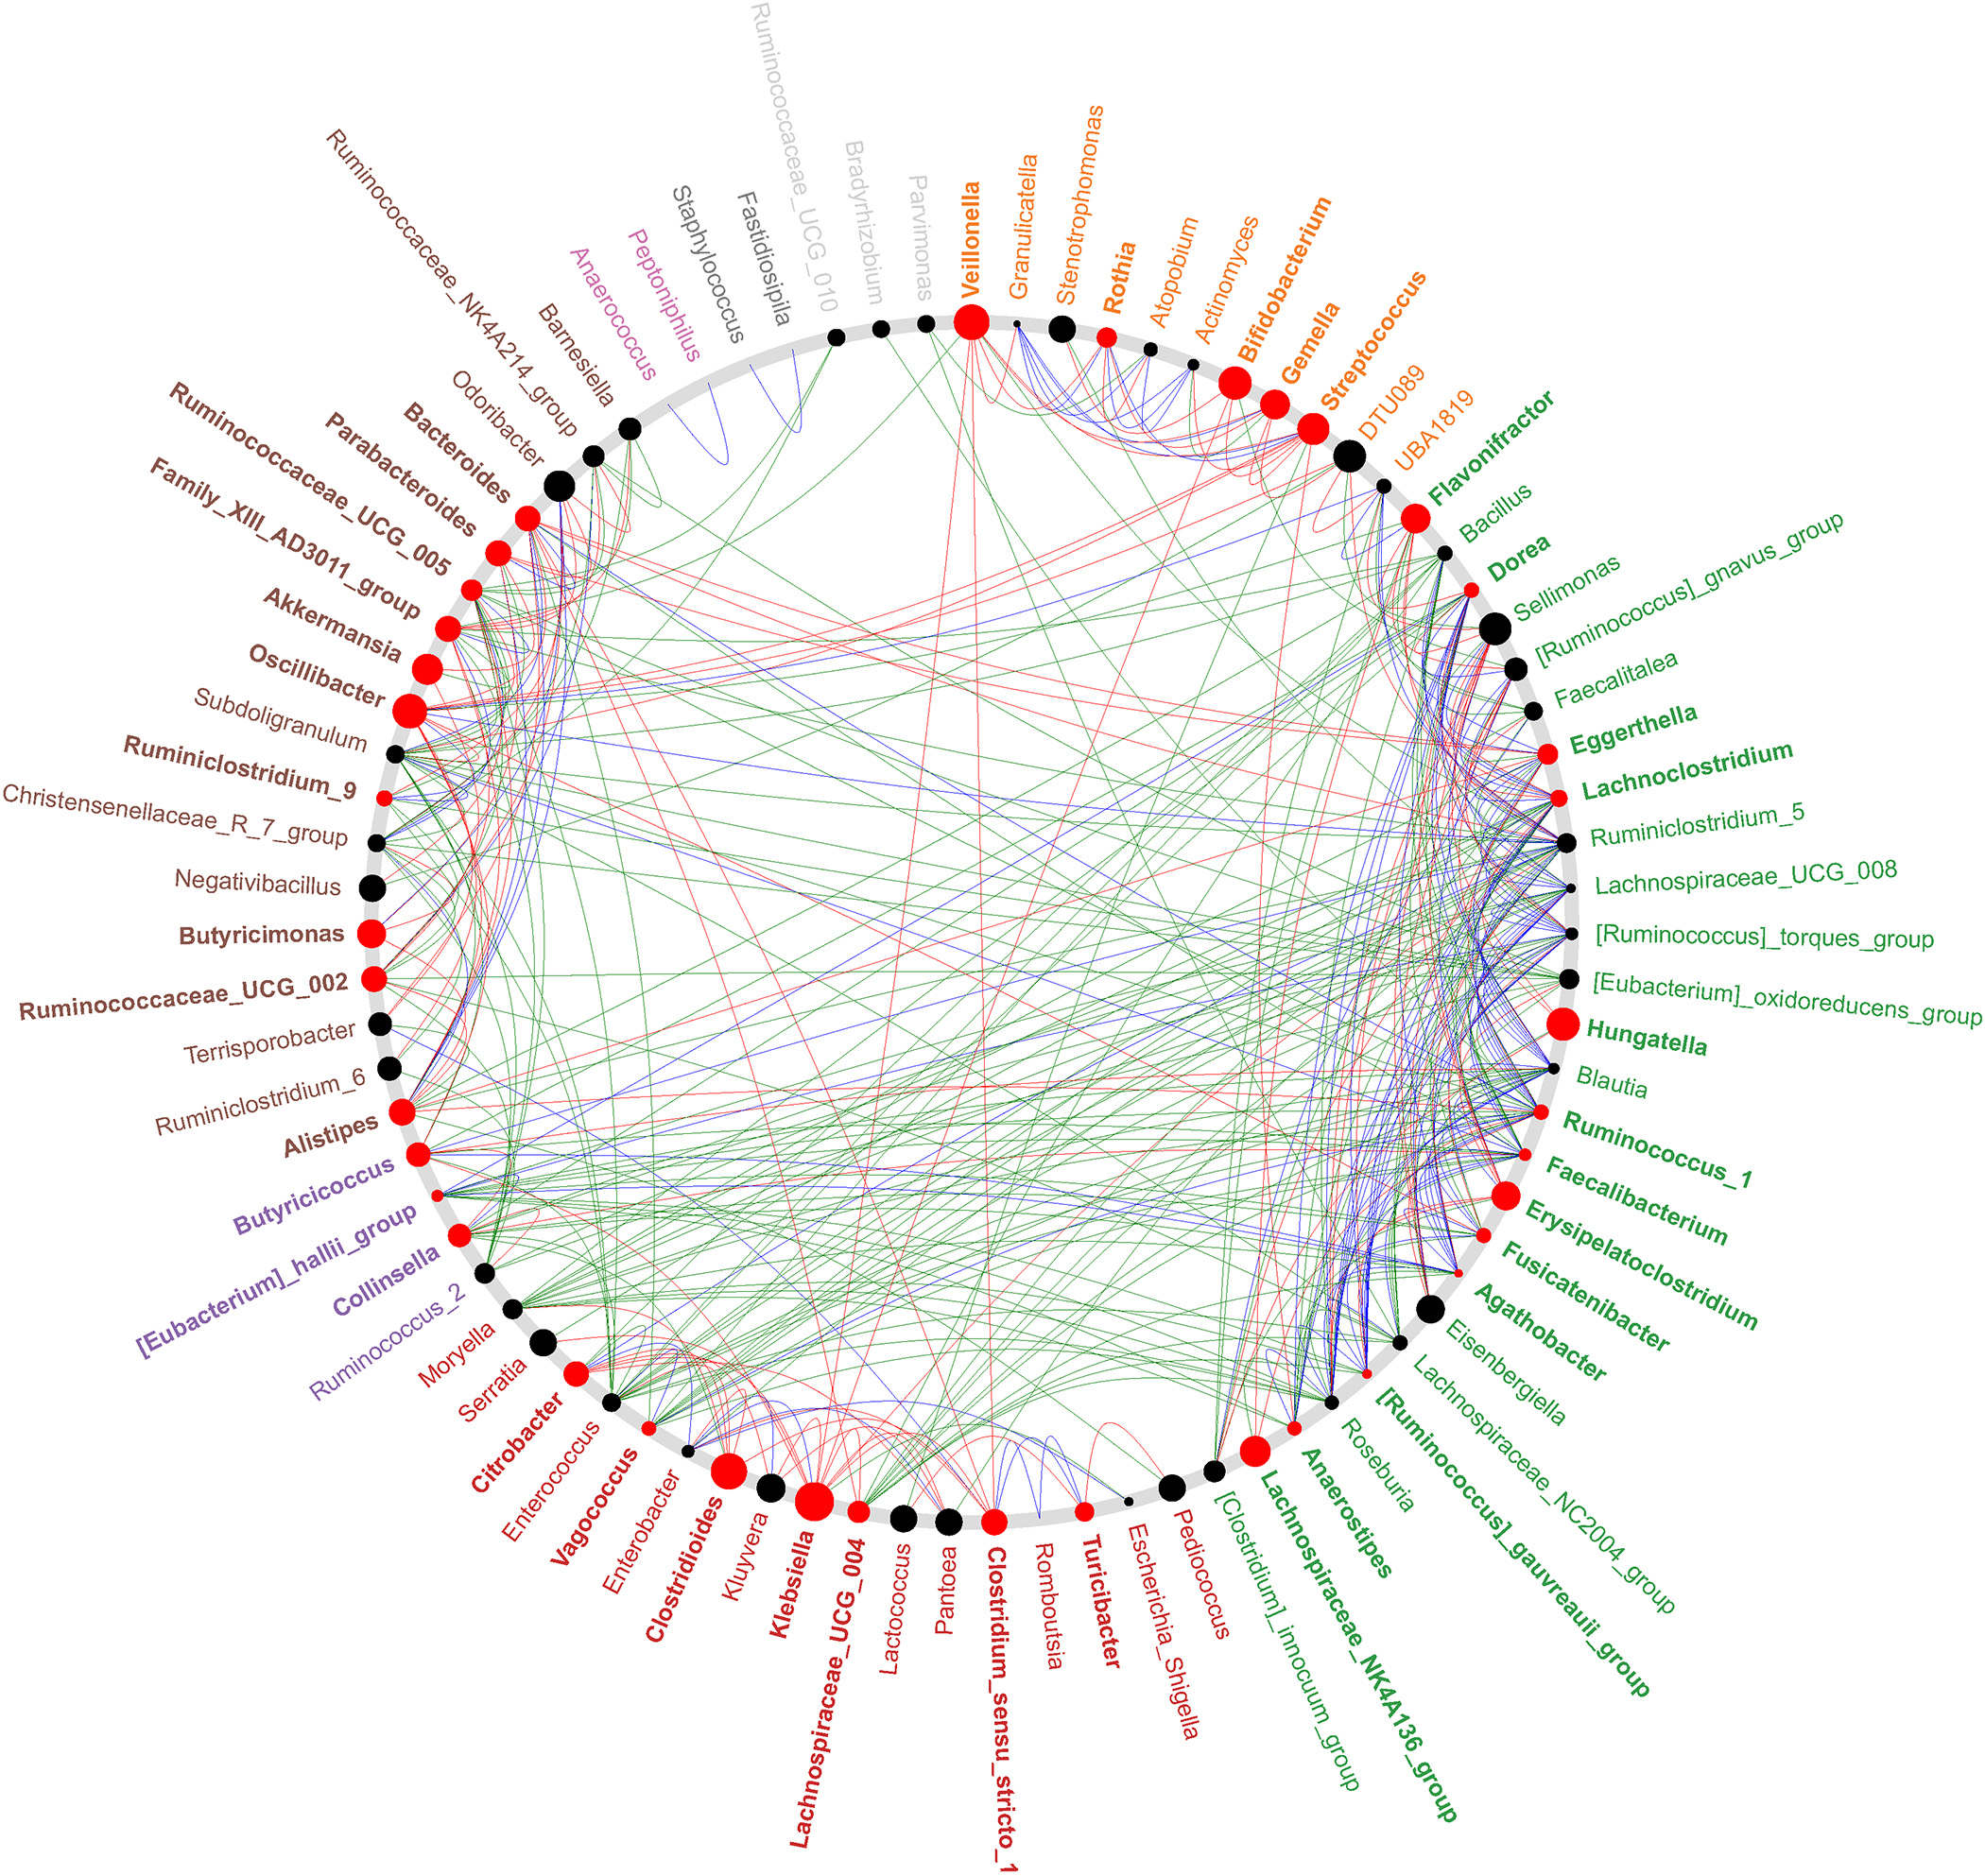 Veillonella
Granulicatella
Stenotrophomonas
Rothia
Atopobium
Actinomyces
Bifidobacterium
Gemella
Streptococcus
DTU089
UBA1819
Flavonifractor
Bacillus
Dorea
Sellimonas
[Ruminococcus]_gnavus_group
Faecalitalea
Eggerthella
Lachnoclostridium
Ruminiclostridium_5
Lachnospiraceae_UCG_008
[Ruminococcus]_torques_group
[Eubacterium]_oxidoreducens_group
Hungatella
Blautia
Ruminococcus_1
Faecalibacterium
Erysipelatoclostridium
Fusicatenibacter
Agathobacter
Eisenbergiella
Lachnospiraceae_NC2004_group
[Ruminococcus]_gauvreauii_group
Roseburia
Anaerostipes
Lachnospiraceae_NK4A136_group
[Clostridium]_innocuum_group
Pediococcus
Escherichia_Shigella
Turicibacter
Romboutsia
Clostridium_sensu_stricto_1
Pantoea
Lactococcus
Lachnospiraceae_UCG_004
Klebsiella
Kluyvera
Clostridioides
Enterobacter
Vagococcus
Enterococcus
Citrobacter
Serratia
Moryella
Ruminococcus_2
Collinsella
[Eubacterium]_hallii_group
Butyricicoccus
Alistipes
Ruminiclostridium_6
Terrisporobacter
Ruminococcaceae_UCG_002
Butyricimonas
Negativibacillus
Christensenellaceae_R_7_group
Ruminiclostridium_9
Subdoligranulum
Oscillibacter
Akkermansia
Family_XIII_AD3011_group
Ruminococcaceae_UCG_005
Parabacteroides
Bacteroides
Odoribacter
Ruminococcaceae_NK4A214_group
Barnesiella
Anaerococcus
Peptoniphilus
Staphylococcus
Fastidiosipila
Ruminococcaceae_UCG_010
Bradyrhizobium
Parvimonas